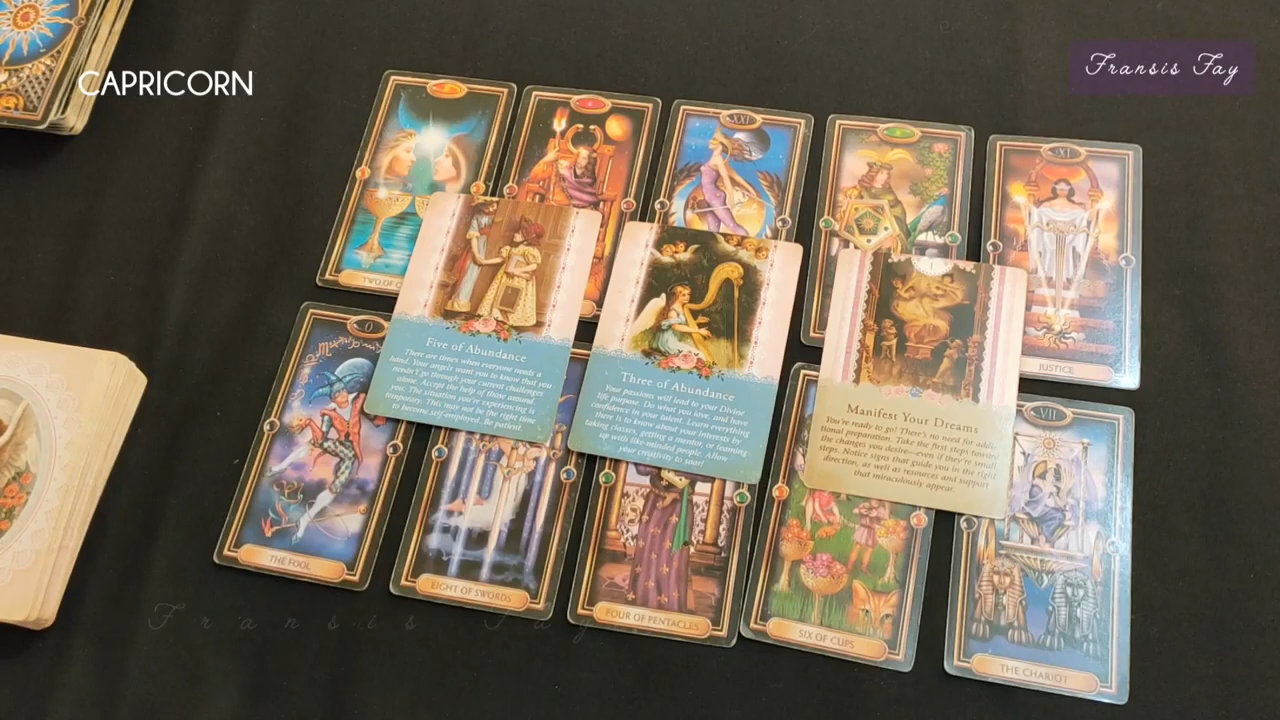 CAPRICORN
Fransis Fay
XXI
XI
TWO OF C
JUSTICE
0
VII
Five of Abundance
There are times when everyone needs a
hand. Your angels want you to know that you
needn't go through your current challenges
alone. Accept the help of those around
you. The situation you're experiencing is
temporary. This may not be the right time
to become self-employed. Be patient.
Three of Abundance
Your passions will lead to your Divine
life purpose. Do what you love, and have
confidence in your talent. Learn everything
there is to know about your interests by
taking classes, getting a mentor, or teaming
up with like-minded people. Allow
your creativity to soar!
Manifest Your Dreams
You're ready to go! There's no need for addi-
tional preparation. Take the first steps toward
the changes you desire—even if they're small
steps. Notice signs that guide you in the right
direction, as well as resources and support
that miraculously appear.
THE FOOL
EIGHT OF SWORDS
FOUR OF PENTACLES
SIX OF CUPS
THE CHARIOT
Fransis Fay